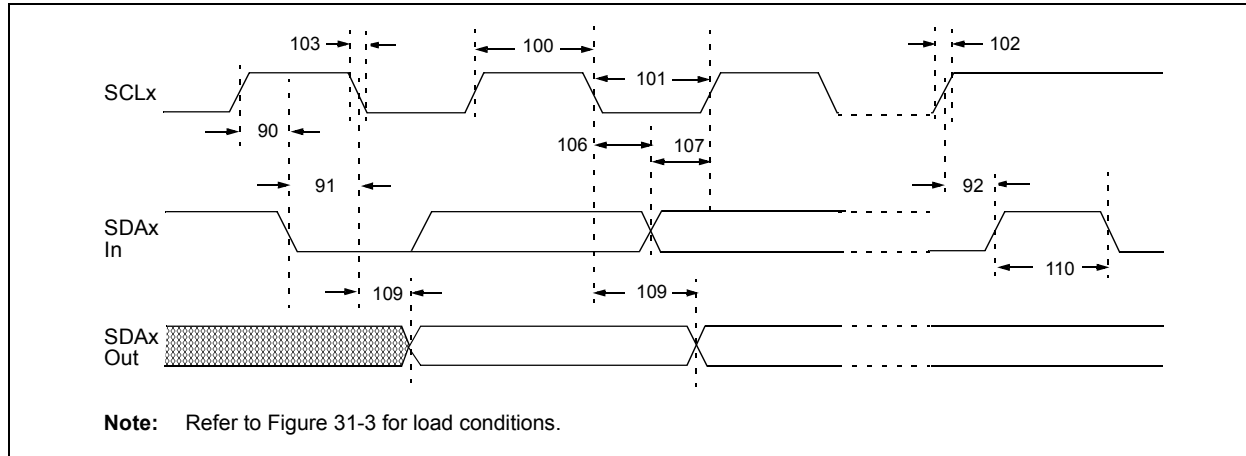 103
100
102
SCLx
101
90
106
107
91
92
SDAx
In
110
109
109
SDAx
Out
Note: Refer to Figure 31-3 for load conditions.